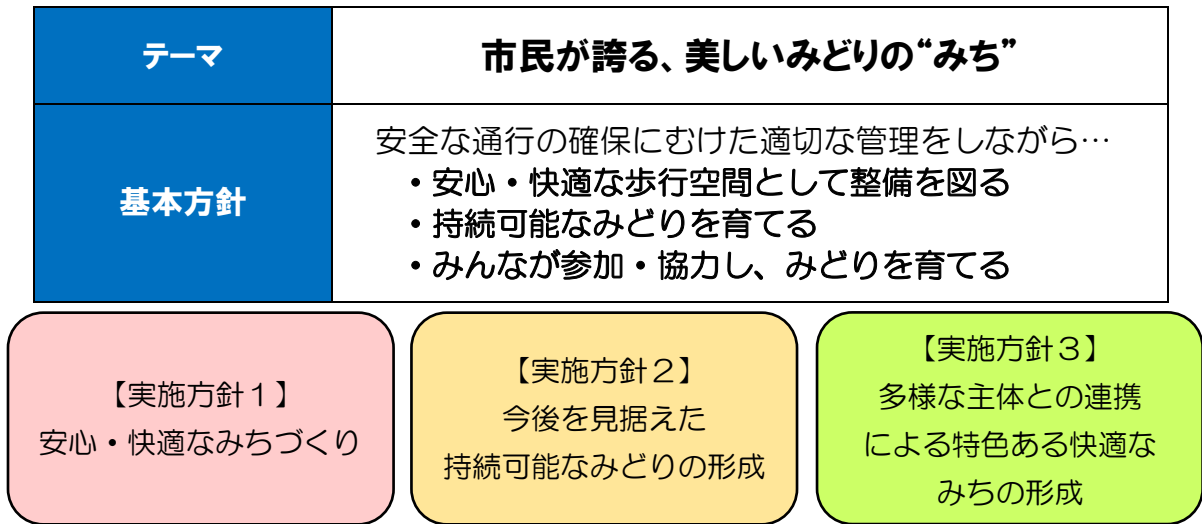 テーマ
市民が誇る、美しいみどりの“みち”
基本方針
安全な通行の確保にむけた適切な管理をしながら…
・安心・快適な歩行空間として整備を図る
・持続可能なみどりを育てる
・みんなが参加・協力し、みどりを育てる
【実施方針１】
安心・快適なみちづくり
【実施方針２】
今後を見据えた
持続可能なみどりの形成
【実施方針３】
多様な主体との連携
による特色ある快適な
みちの形成